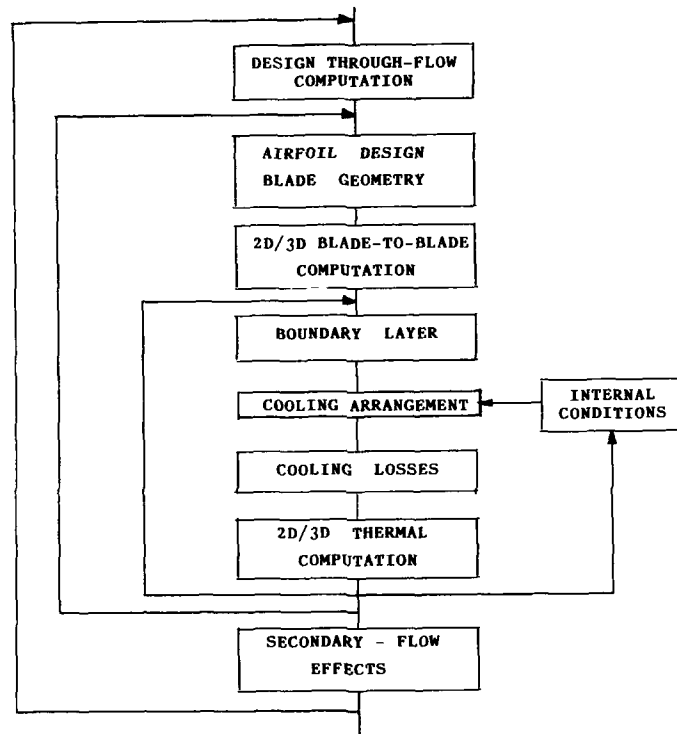 DESIGN THROUGH-FLOW
COMPUTATION
AIRFOIL DESIGN
BLADE GEOMETRY
2D/3D BLADE-TO-BLADE
COMPUTATION
BOUNDARY LAYER
COOLING ARRANGEMENT
INTERNAL
CONDITIONS
COOLING LOSSES
2D/3D THERMAL
COMPUTATION
SECONDARY - FLOW
EFFECTS